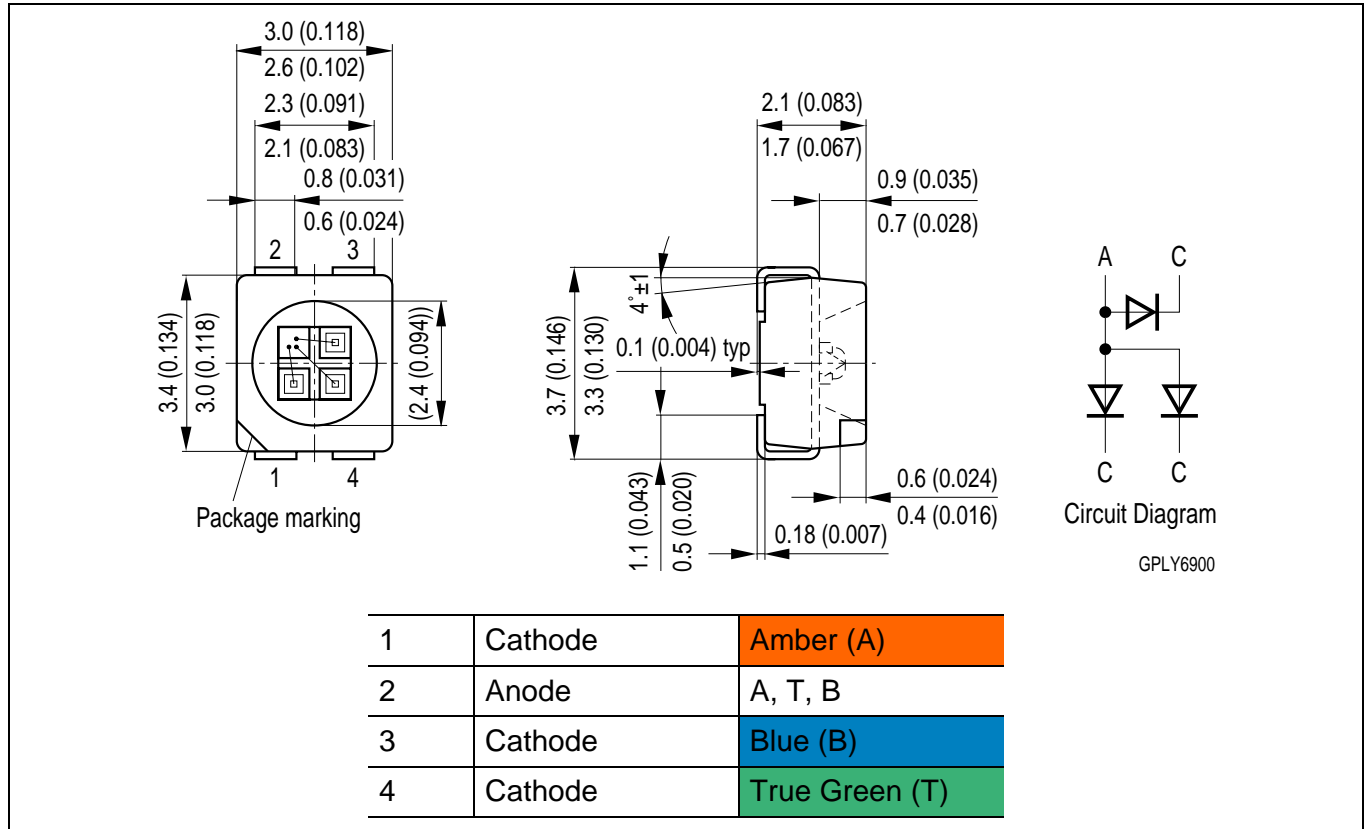 3.0 (0.118)
2.6 (0.102)
2.3 (0.091)
2.1 (0.083)
0.8 (0.031)
0.6 (0.024)
2 3
3.4 (0.134)
3.0 (0.118)
(2.4 (0.094))
1 4
Package marking
2.1 (0.083)
1.7 (0.067)
0.9 (0.035)
0.7 (0.028)
4°±1
0.1 (0.004) typ
3.7 (0.146)
3.3 (0.130)
1.1 (0.043)
0.5 (0.020)
0.6 (0.024)
0.4 (0.016)
0.18 (0.007)
A C
C C
Circuit Diagram
GPLY6900
1 Cathode Amber (A)
2 Anode A, T, B
3 Cathode Blue (B)
4 Cathode True Green (T)